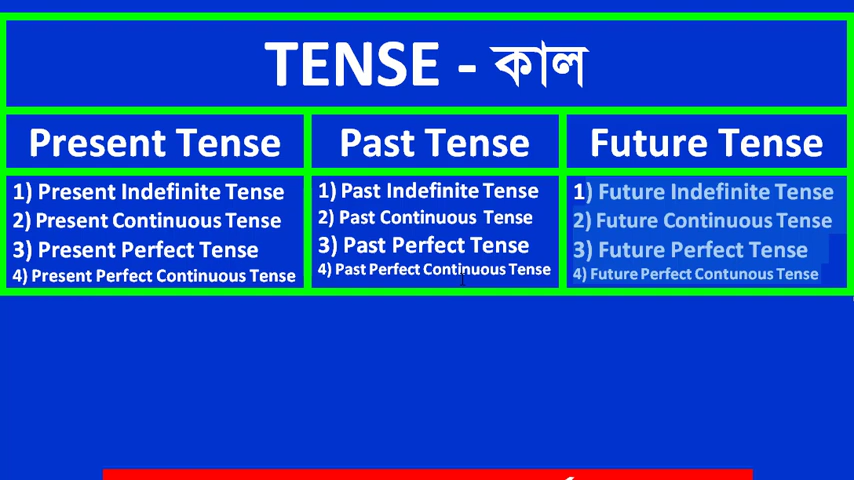 TENSE - কাল
Present Tense
Past Tense
Future Tense
1) Present Indefinite Tense
2) Present Continuous Tense
3) Present Perfect Tense
4) Present Perfect Continuous Tense
1) Past Indefinite Tense
2) Past Continuous Tense
3) Past Perfect Tense
4) Past Perfect Continuous Tense
1) Future Indefinite Tense
2) Future Continuous Tense
3) Future Perfect Tense
4) Future Perfect Contunous Tense